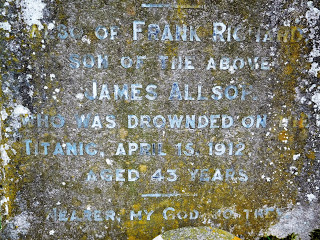 ALSO OF FRANK RICHARD
SON OF THE ABOVE
JAMES ALLSOP
WHO WAS DROWNDED ON
TITANIC, APRIL 15, 1912,
AGED 43 YEARS
NEARER, MY GOD, TO THEE